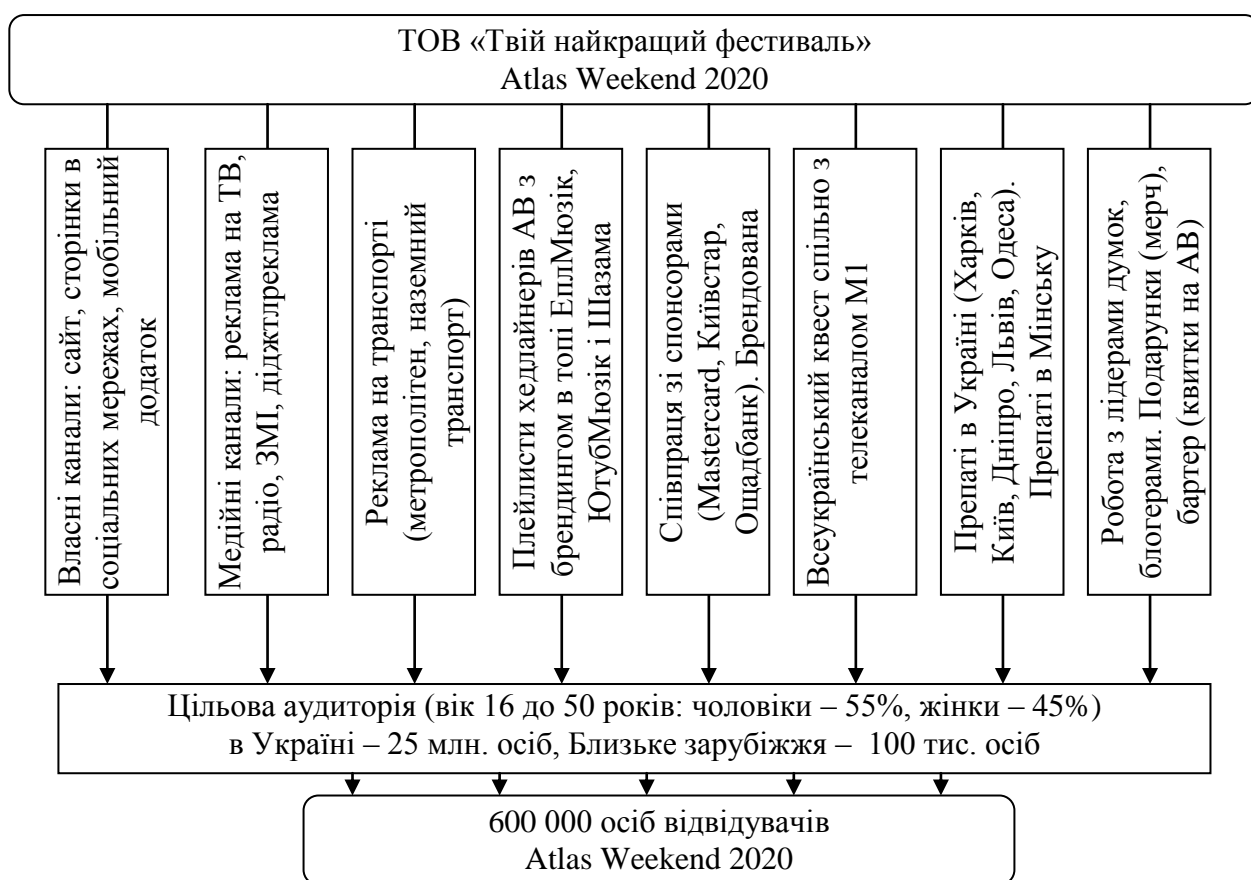 ТОВ «Твій найкращий фестиваль»
Atlas Weekend 2020
Власні канали: сайт, сторінки в
соціальних мережах, мобільний
додаток
Медійні канали: реклама на ТВ,
радіо, ЗМІ, діджтлреклама
Реклама на транспорті
(метрополітен, наземний
транспорт)
Плейлисти хедлайнерів АВ з
брендингом в топі ЕплМюзік,
ЮтубМюзік і Шазама
Співпраця зі спонсорами
(Mastercard, Київстар,
Ощадбанк). Брендована
Всеукраїнський квест спільно з
телеканалом М1
Препаті в Україні (Харків,
Київ, Дніпро, Львів, Одеса).
Препаті в Мінську
Робота з лідерами думок,
блогерами. Подарунки (мерч),
бартер (квитки на АВ)
Цільова аудиторія (вік 16 до 50 років: чоловіки – 55%, жінки – 45%)
в Україні – 25 млн. осіб, Близьке зарубіжжя – 100 тис. осіб
600 000 осіб відвідувачів
Atlas Weekend 2020